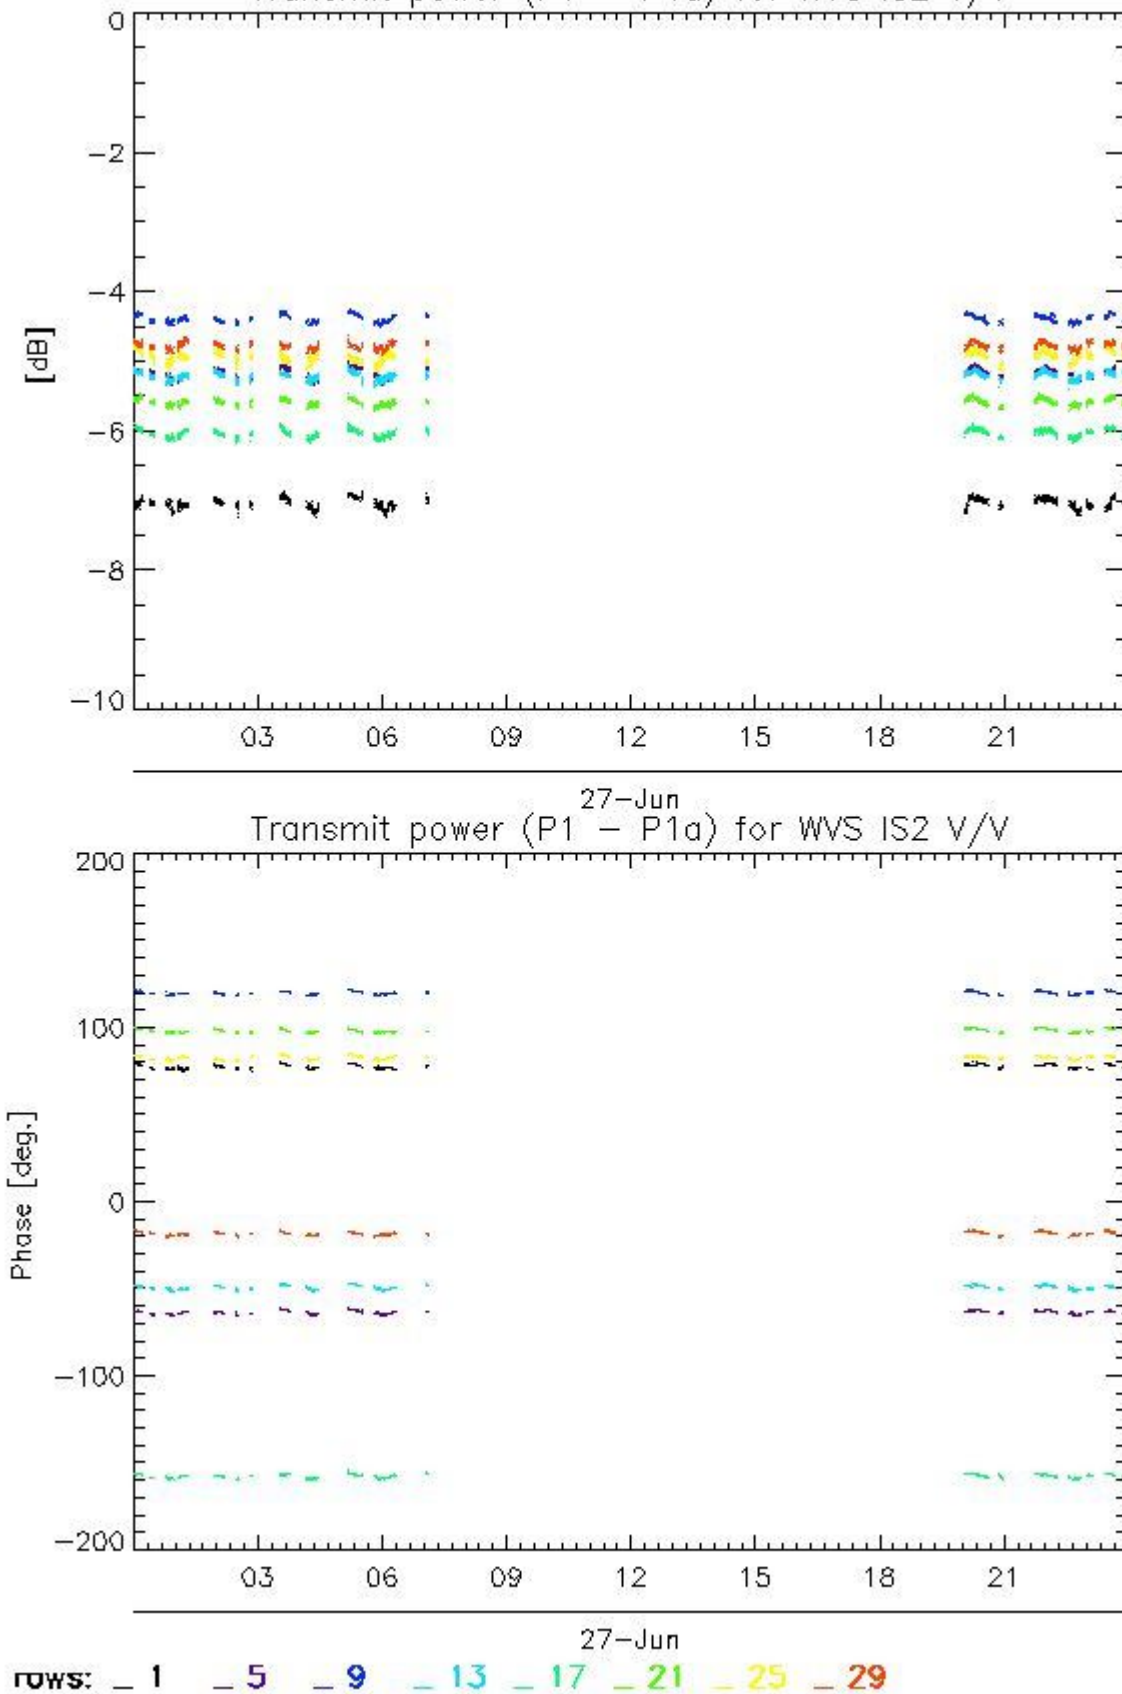 0
-2
-4
[dB]
-6
-8
-10
03 06 09 12 15 18 21
27-Jun
Transmit power (P1 - P1a) for WVS IS2 V/V
200
100
Phase [deg.]
0
-100
-200
03 06 09 12 15 18 21
27-Jun
rows: _ 1 _ 5 _ 9 _ 13 _ 17 _ 21 _ 25 _ 29